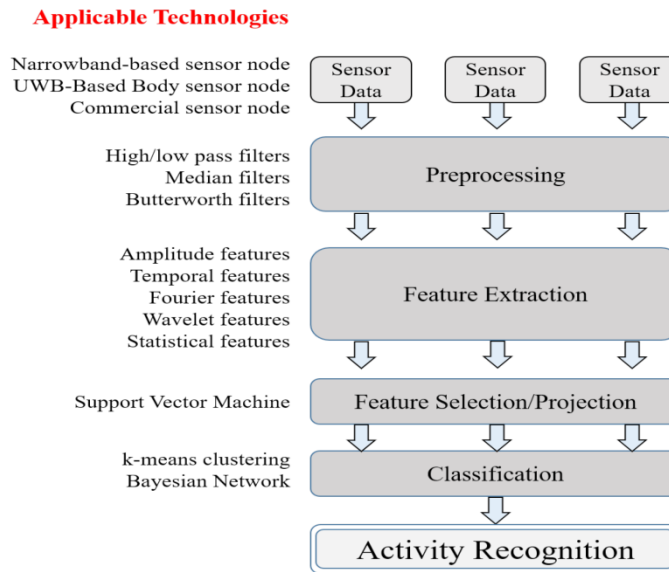 Applicable Technologies
Narrowband-based sensor node
UWB-Based Body sensor node
Commercial sensor node
Sensor
Data
Sensor
Data
Sensor
Data
High/low pass filters
Median filters
Butterworth filters
Preprocessing
Amplitude features
Temporal features
Fourier features
Wavelet features
Statistical features
Feature Extraction
Support Vector Machine
Feature Selection/Projection
k-means clustering
Bayesian Network
Classification
Activity Recognition